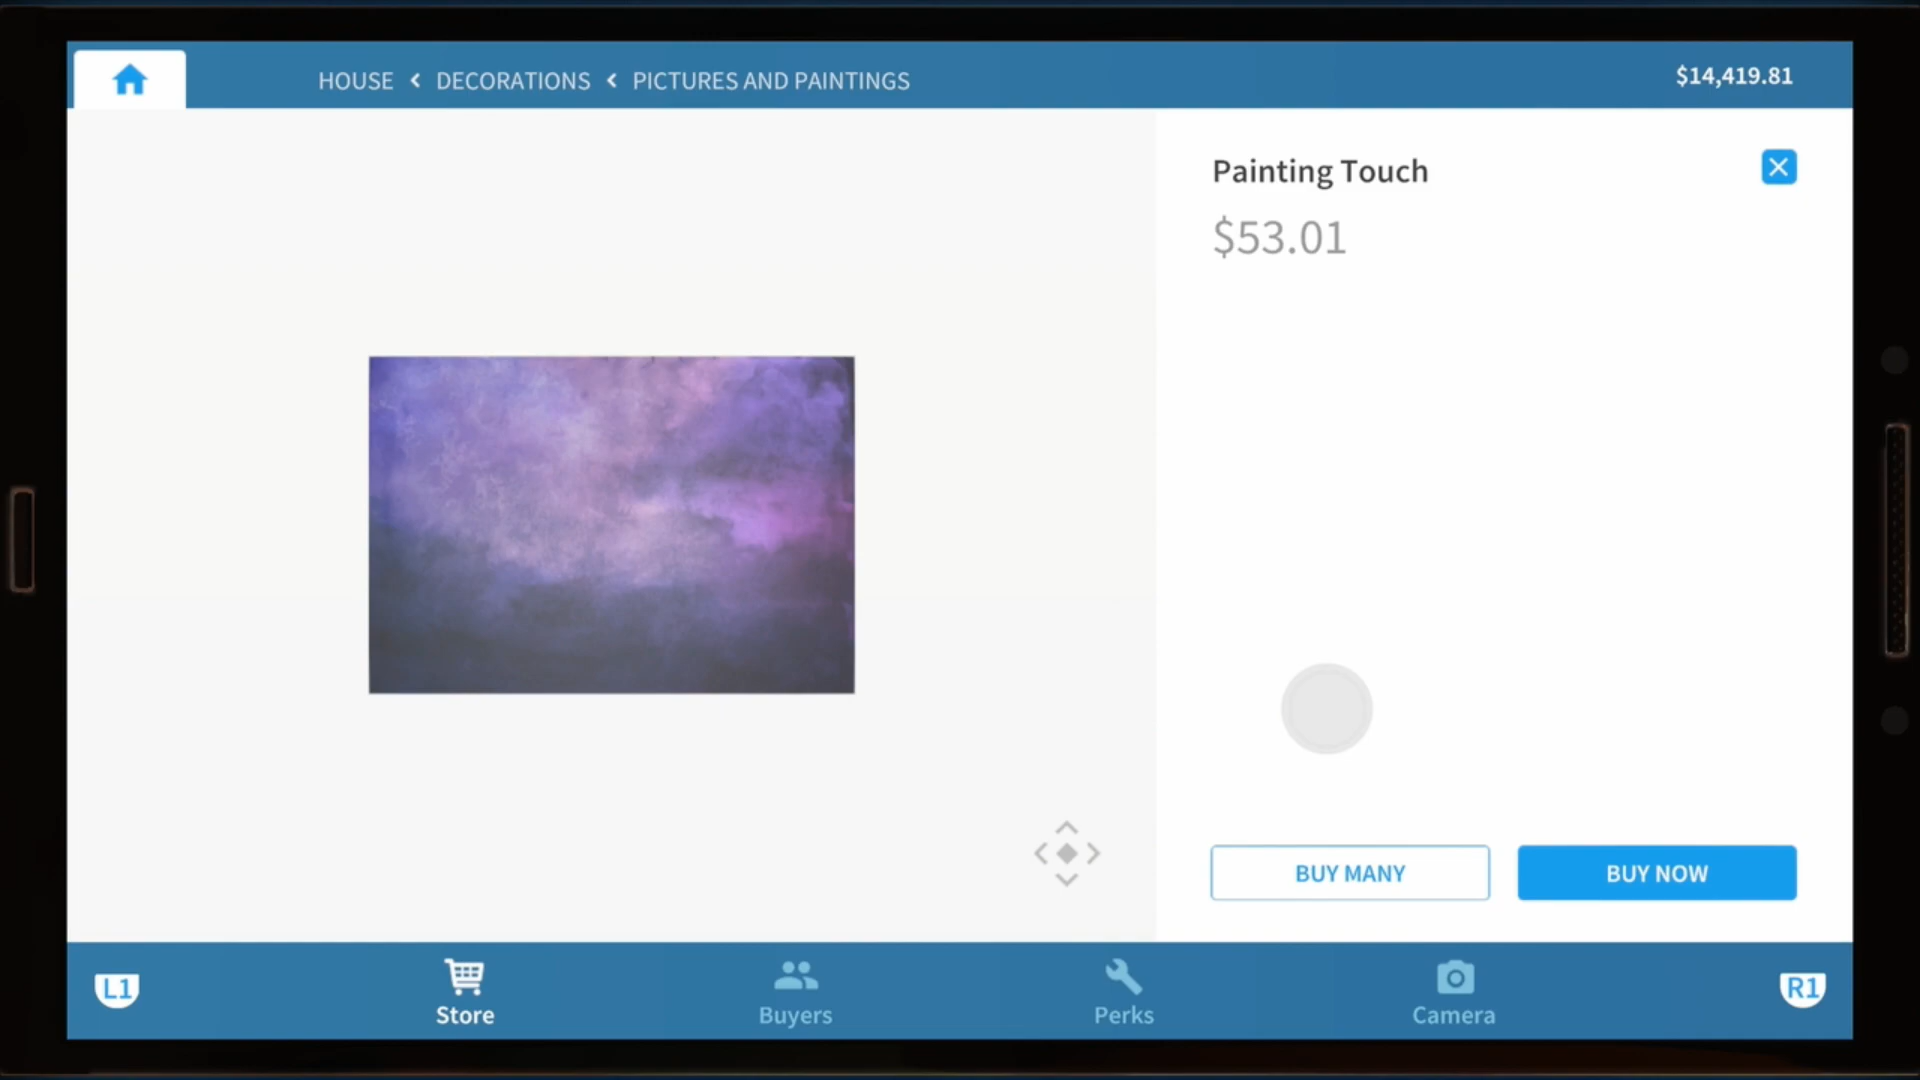 HOUSE < DECORATIONS < PICTURES AND PAINTINGS
$14,419.81
Painting Touch
$53.01
BUY MANY
BUY NOW
L1
Store
Buyers
Perks
Camera
R1